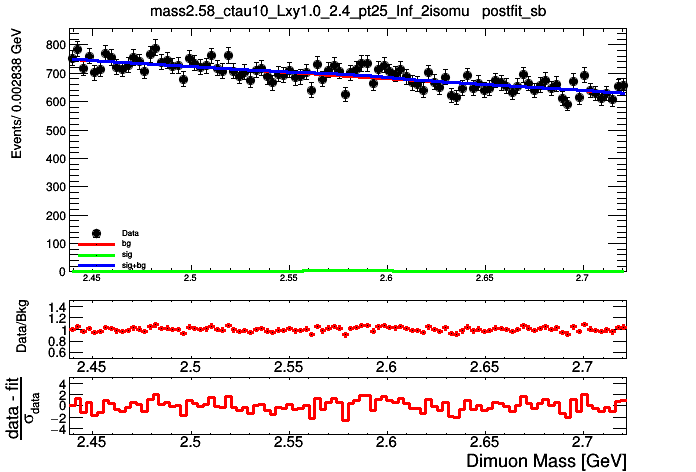 mass2.58_ctau10_Lxy1.0_2.4_pt25_Inf_2isomu postfit_sb
Events/ 0.002838 GeV
800
700
600
500
400
300
200
100
0
Data
bg
sig
sig+bg
2.45 2.5 2.55 2.6 2.65 2.7
Data/Bkg
1.4
1.2
1
0.8
0.6
2.45 2.5 2.55 2.6 2.65 2.7
data - fit
σdata
4
2
0
−2
−4
2.45 2.5 2.55 2.6 2.65 2.7
Dimuon Mass [GeV]